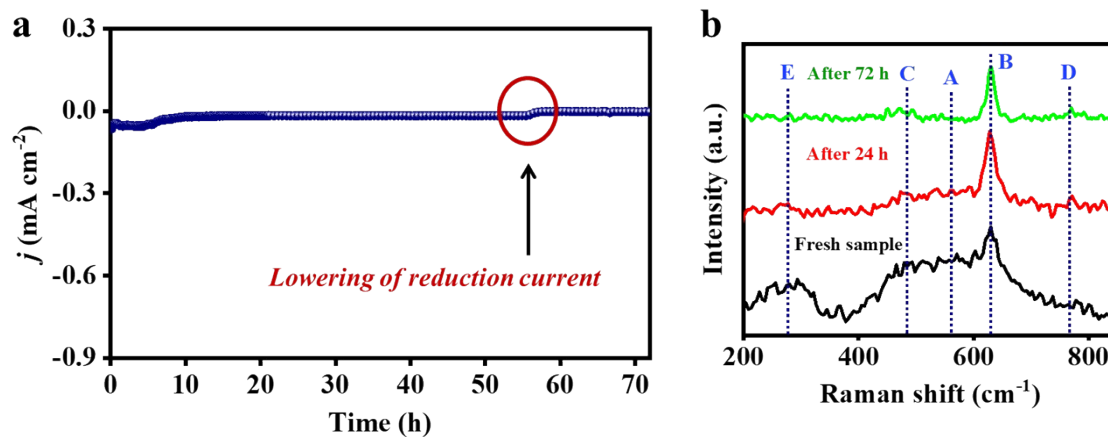 a
0.3
0.0
-0.3
-0.6
-0.9
j (mA cm⁻²)
Lowering of reduction current
0 10 20 30 40 50 60 70
Time (h)
b
E C A B D
After 72 h
After 24 h
Fresh sample
Intensity (a.u.)
200 400 600 800
Raman shift (cm⁻¹)